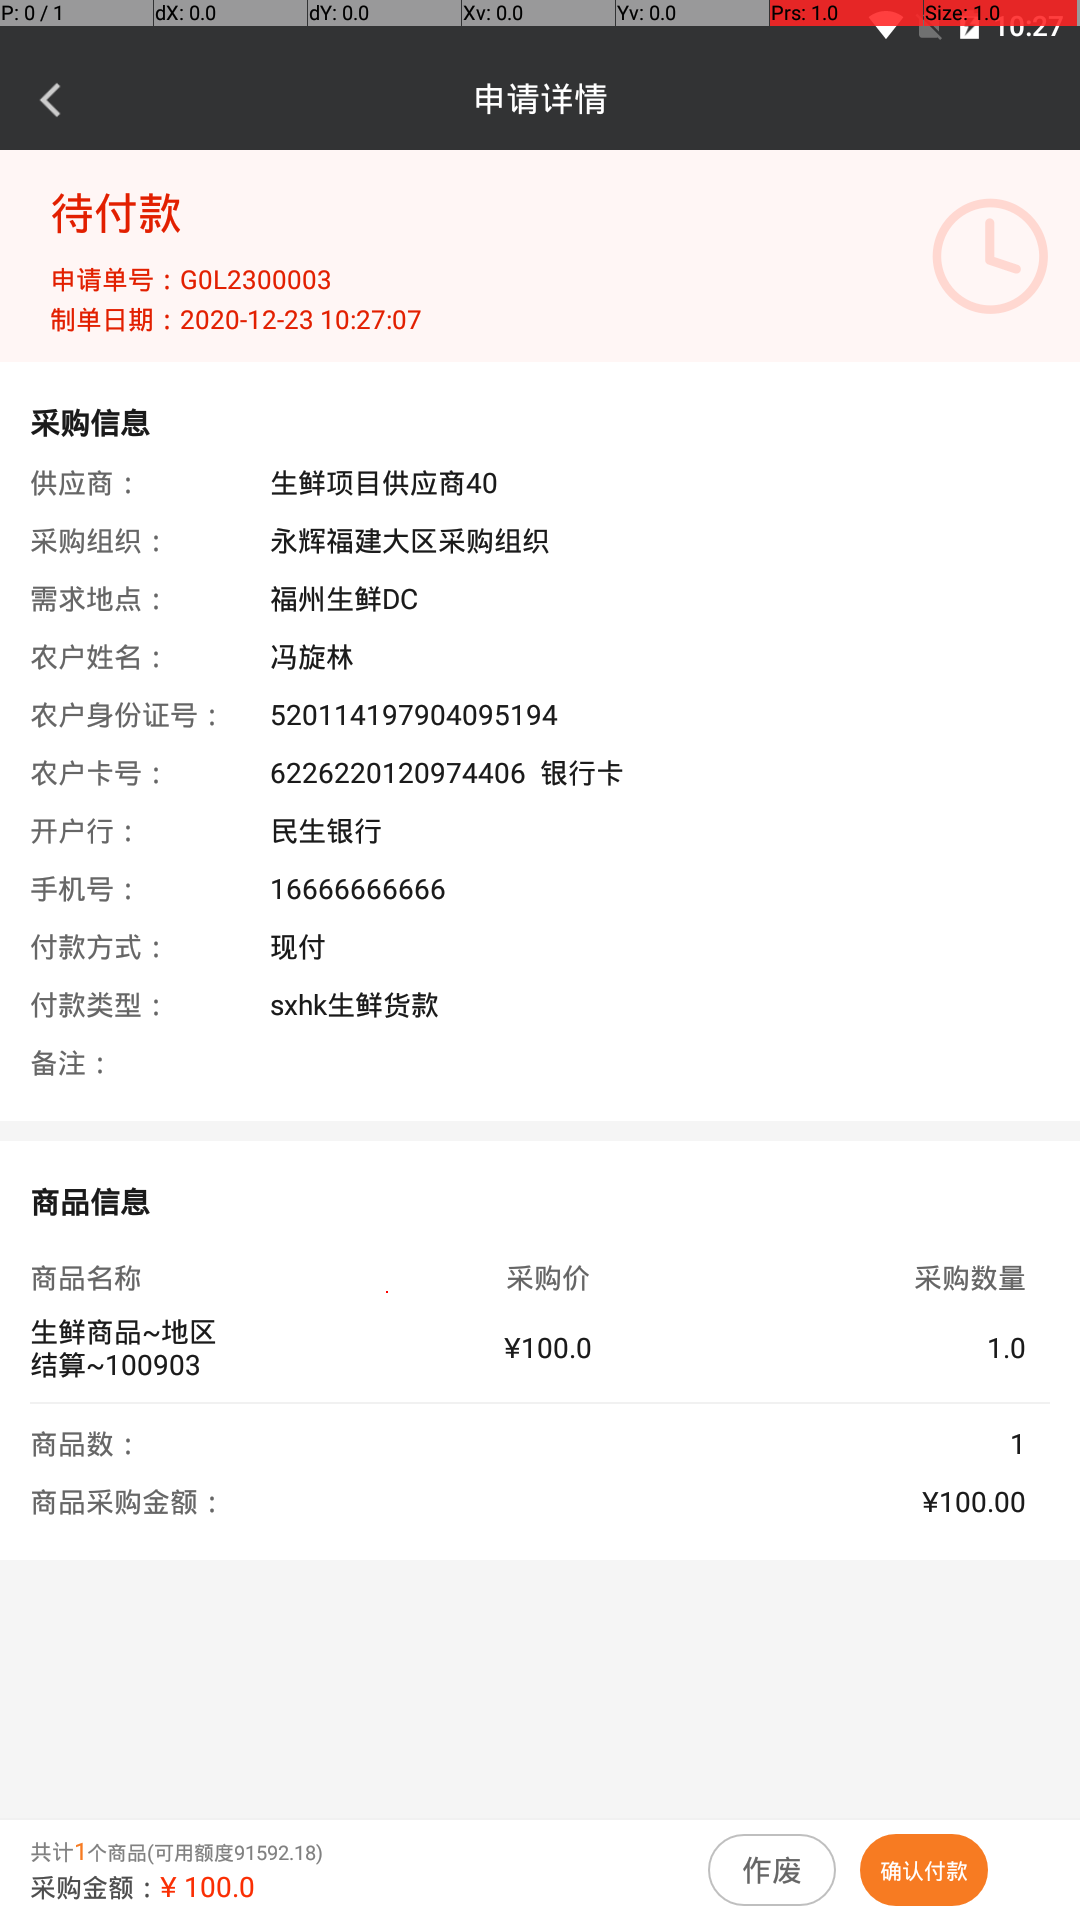 P: 0 / 1 dX: 0.0 dY: 0.0 Xv: 0.0 Yv: 0.0 Prs: 1.0 Size: 1.0
10:27
申请详情
待付款
申请单号：G0L2300003
制单日期：2020-12-23 10:27:07
采购信息
供应商： 生鲜项目供应商40
采购组织： 永辉福建大区采购组织
需求地点： 福州生鲜DC
农户姓名： 冯旋林
农户身份证号： 520114197904095194
农户卡号： 6226220120974406 银行卡
开户行： 民生银行
手机号： 16666666666
付款方式： 现付
付款类型： sxhk生鲜货款
备注：
商品信息
商品名称 采购价 采购数量
生鲜商品~地区
结算~100903 ¥100.0 1.0
商品数： 1
商品采购金额： ¥100.00
共计1个商品(可用额度91592.18)
采购金额：¥ 100.0
作废 确认付款